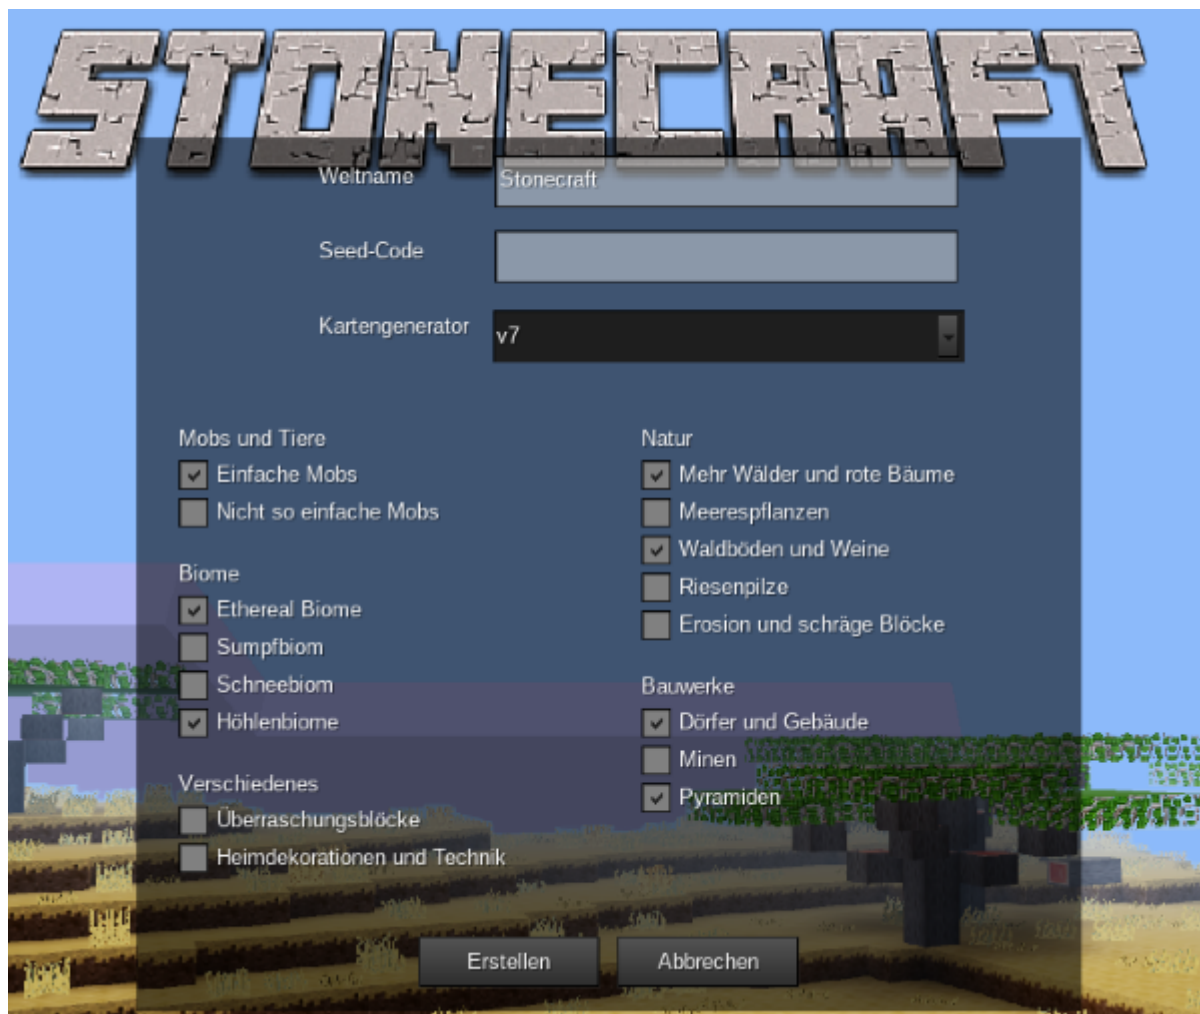 STONECRAFT
Weltname
Stonecraft
Seed-Code
Kartengenerator
v7
Mobs und Tiere
Einfache Mobs
Nicht so einfache Mobs
Biome
Ethereal Biome
Sumpfbiom
Schneebiom
Höhlenbiome
Verschiedenes
Überraschungsblöcke
Heimdekorationen und Technik
Natur
Mehr Wälder und rote Bäume
Meerespflanzen
Waldböden und Weine
Riesenpilze
Erosion und schräge Blöcke
Bauwerke
Dörfer und Gebäude
Minen
Pyramiden
Erstellen
Abbrechen